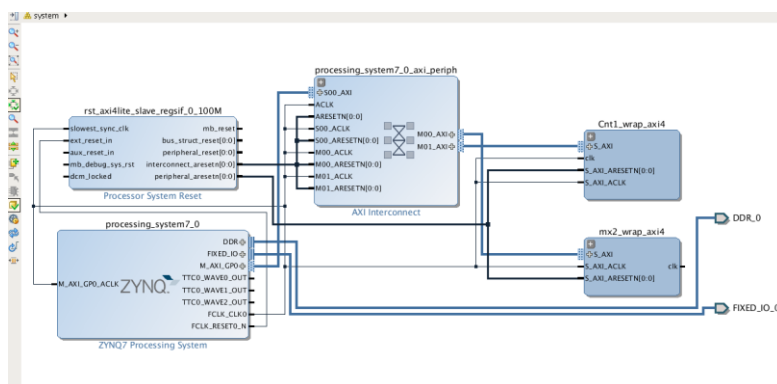 system
rst_axi4lite_slave_regsif_0_100M
slowest_sync_clk
ext_reset_in
aux_reset_in
mb_debug_sys_rst
dcm_locked
mb_reset
bus_struct_reset[0:0]
peripheral_reset[0:0]
interconnect_aresetn[0:0]
peripheral_aresetn[0:0]
Processor System Reset
processing_system7_0_axi_periph
S00_AXI
ACLK
ARESETN[0:0]
S00_ACLK
S00_ARESETN[0:0]
M00_ACLK
M00_ARESETN[0:0]
M01_ACLK
M01_ARESETN[0:0]
M00_AXI
M01_AXI
AXI Interconnect
Cnt1_wrap_axi4
S_AXI
clk
S_AXI_ARESETN[0:0]
S_AXI_ACLK
processing_system7_0
M_AXI_GP0_ACLK
ZYNQ
DDR
FIXED_IO
M_AXI_GP0
TTC0_WAVE0_OUT
TTC0_WAVE1_OUT
TTC0_WAVE2_OUT
FCLK_CLK0
FCLK_RESET0_N
ZYNQ7 Processing System
mx2_wrap_axi4
S_AXI
S_AXI_ACLK
S_AXI_ARESETN[0:0]
clk
DDR_0
FIXED_IO_0